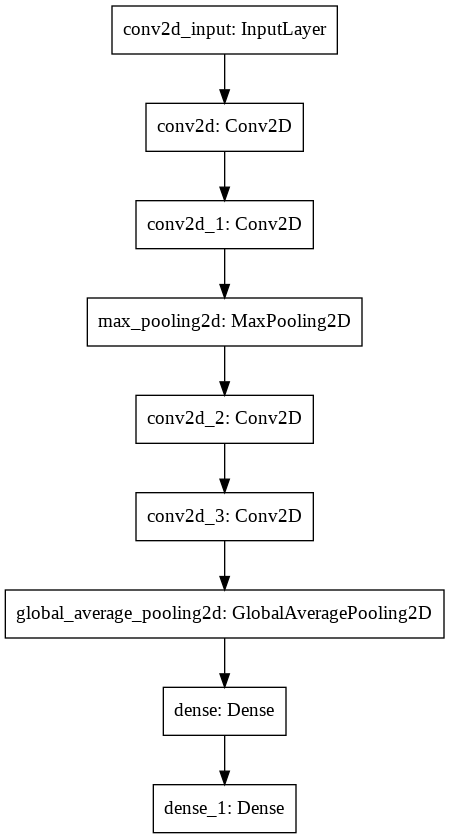 conv2d_input: InputLayer
conv2d: Conv2D
conv2d_1: Conv2D
max_pooling2d: MaxPooling2D
conv2d_2: Conv2D
conv2d_3: Conv2D
global_average_pooling2d: GlobalAveragePooling2D
dense: Dense
dense_1: Dense